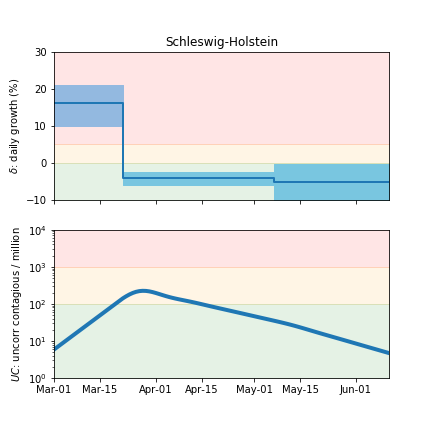 Schleswig-Holstein
δ: daily growth (%)
30
20
10
0
−10
UC: uncorr contagious / million
10⁴
10³
10²
10¹
10⁰
Mar-01 Mar-15 Apr-01 Apr-15 May-01 May-15 Jun-01